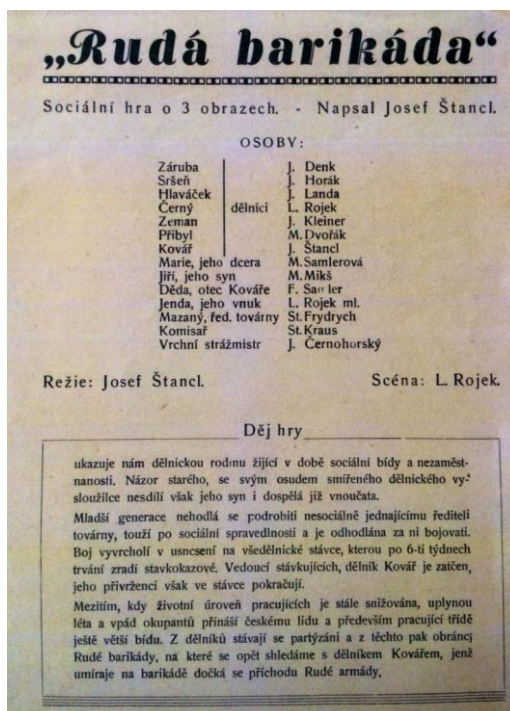 „Rudá barikáda“
Sociální hra o 3 obrazech. - Napsal Josef Štancl.
OSOBY:
Záruba J. Denk
Sršeň J. Horák
Hlaváček J. Landa
Černý dělníci L. Rojek
Zeman J. Kleiner
Přibyl M. Dvořák
Kovář J. Štancl
Marie, jeho dcera M. Samlerová
Jiří, jeho syn M. Mikš
Děda, otec Kováře F. Samler
Jenda, jeho vnuk L. Rojek ml.
Mazaný, řed. továrny St. Frydrych
Komisař St. Kraus
Vrchní strážmistr J. Černohorský
Režie: Josef Štancl. Scéna: L. Rojek.
Děj hry
ukazuje nám dělnickou rodinu žijící v době sociální bídy a nezaměst-
nanosti. Názor starého, se svým osudem smířeného dělnického vy-
sloužilce nesdílí však jeho syn i dospělá již vnoučata.
Mladší generace nehodlá se podrobiti nesociálně jednajícímu řediteli
továrny, touží po sociální spravedlnosti a je odhodlána za ni bojovati.
Boj vyvrcholí v usnesení na všedělnické stávce, kterou po 6-ti týdnech
trvání zradí stavkokazové. Vedoucí stávkujících, dělník Kovář je zatčen,
jeho přivrženci však ve stávce pokračují.
Mezitím, kdy životní úroveň pracujících je stále snižována, uplynou
léta a vpád okupantů přináší českému lidu a především pracující třídě
ještě větší bídu. Z dělníků stávají se partyzáni a z těchto pak obránci
Rudé barikády, na které se opět shledáme s dělníkem Kovářem, jenž
umíraje na barikádě dočká se příchodu Rudé armády.